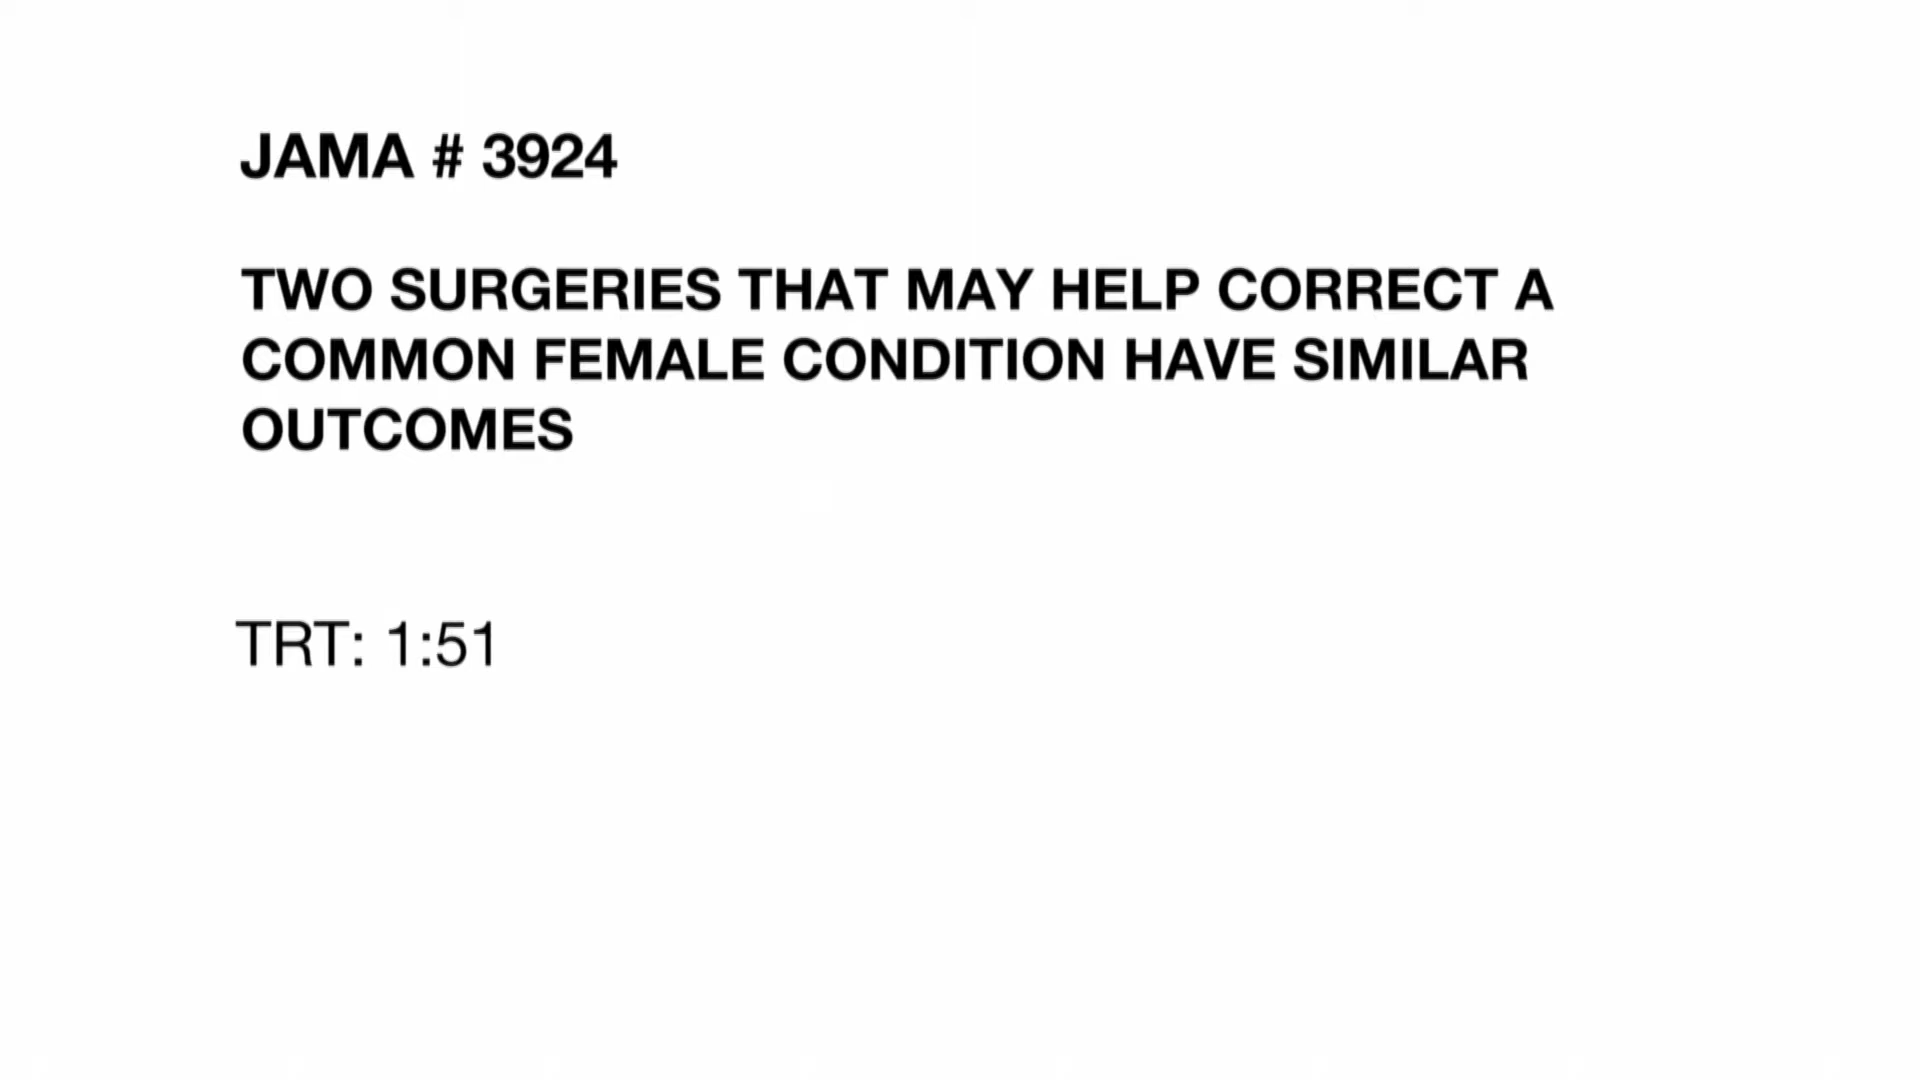 JAMA # 3924
TWO SURGERIES THAT MAY HELP CORRECT A
COMMON FEMALE CONDITION HAVE SIMILAR
OUTCOMES
TRT: 1:51